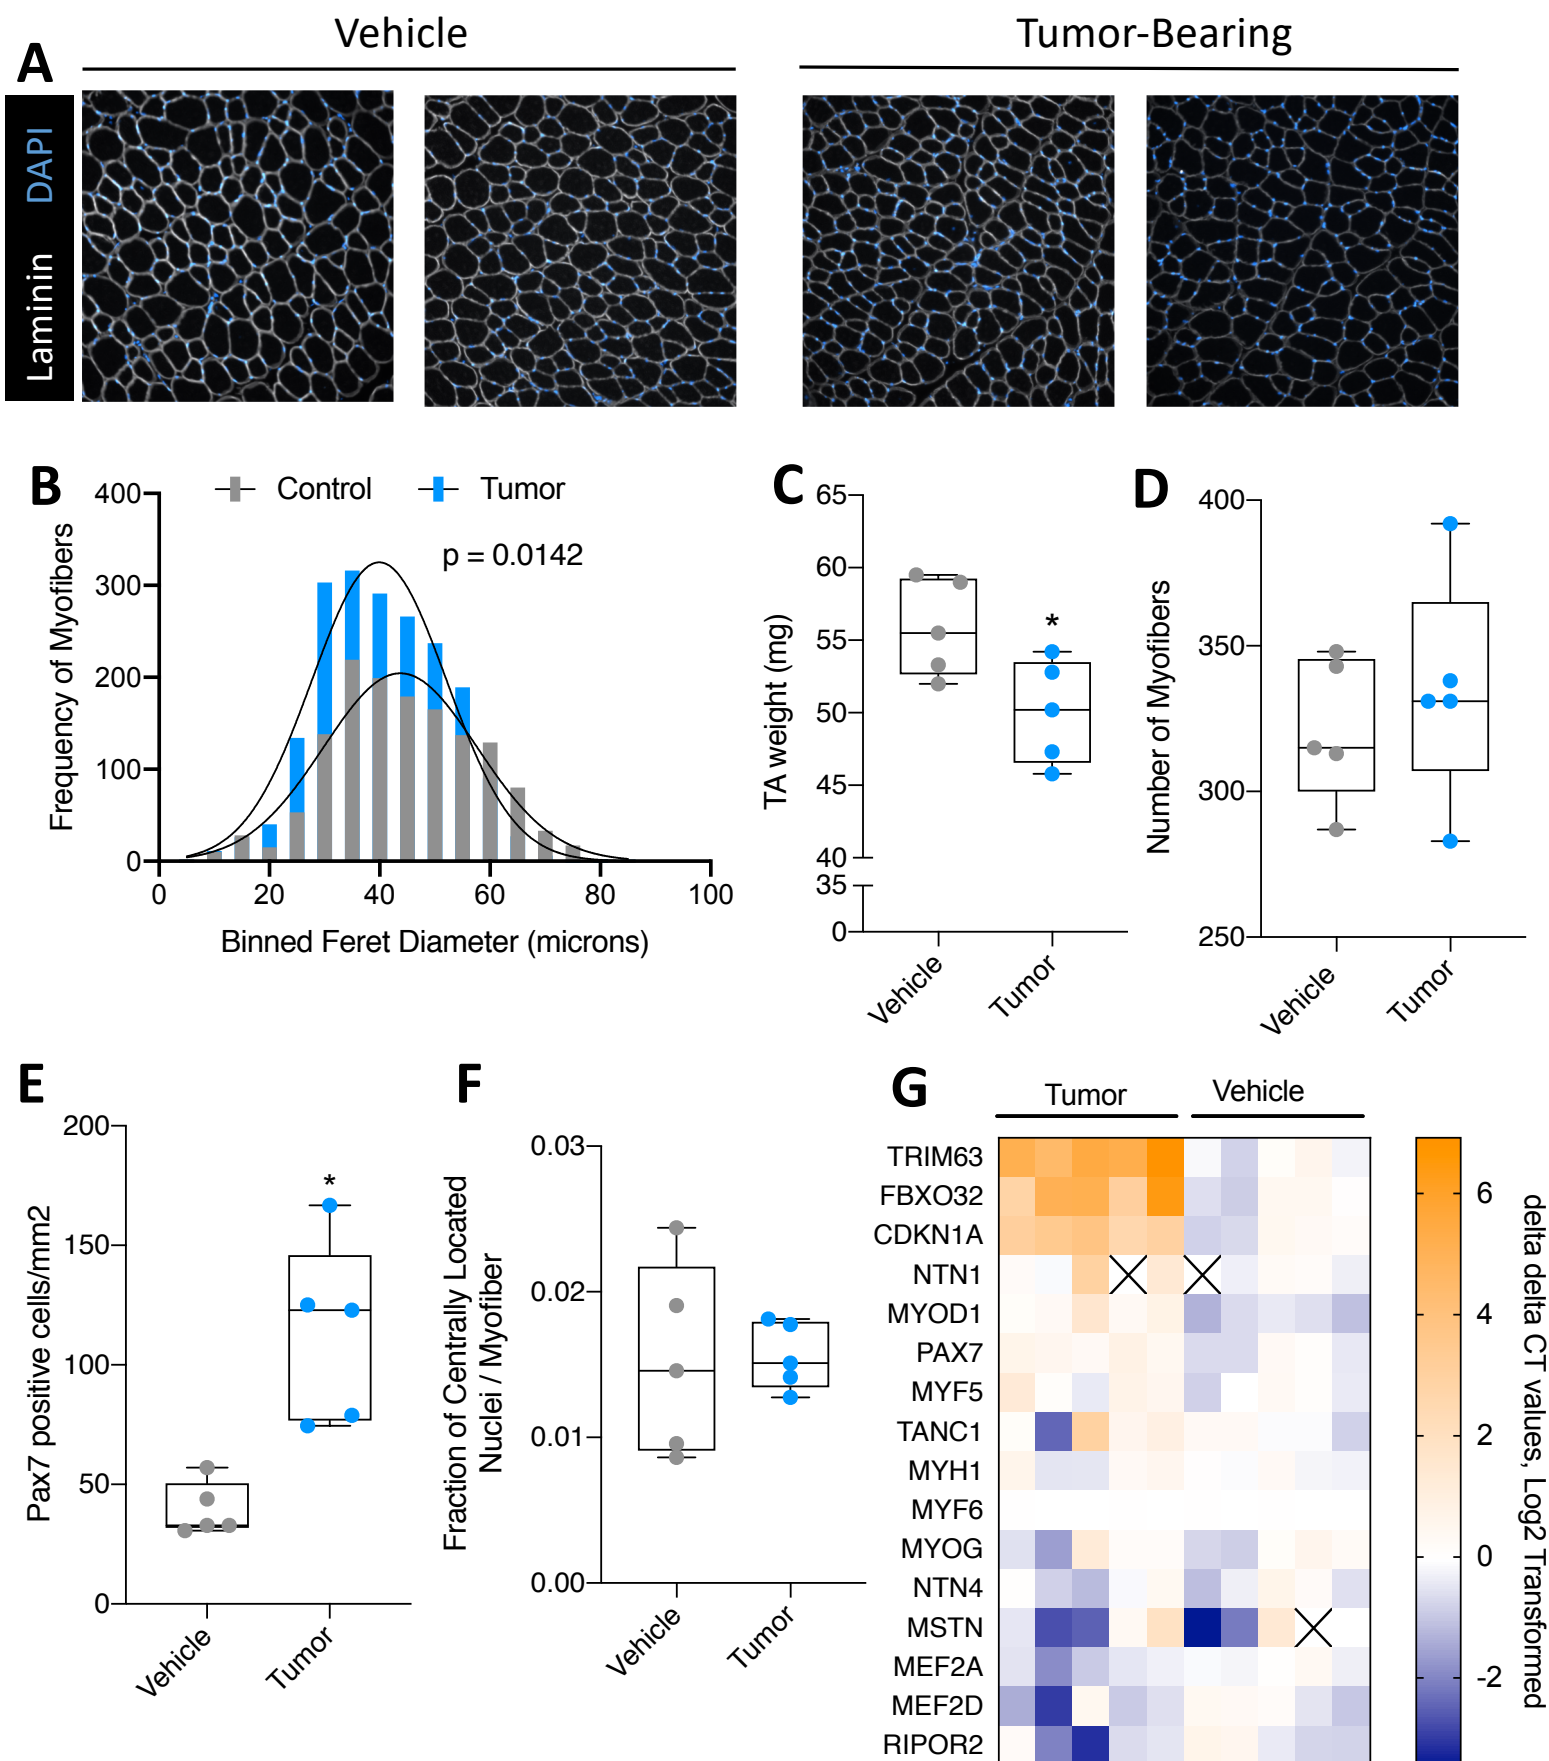 Vehicle
Tumor-Bearing
A
Laminin DAPI
B
Control
Tumor
p = 0.0142
400
300
200
100
0
0 20 40 60 80 100
Frequency of Myofibers
Binned Feret Diameter (microns)
C
65
60
55
50
45
40
35
0
TA weight (mg)
*
Vehicle
Tumor
D
400
350
300
250
Number of Myofibers
Vehicle
Tumor
E
200
150
100
50
0
Pax7 positive cells/mm2
*
Vehicle
Tumor
F
0.03
0.02
0.01
0.00
Fraction of Centrally Located
Nuclei / Myofiber
Vehicle
Tumor
G
Tumor
Vehicle
TRIM63
FBXO32
CDKN1A
NTN1
MYOD1
PAX7
MYF5
TANC1
MYH1
MYF6
MYOG
NTN4
MSTN
MEF2A
MEF2D
RIPOR2
6
4
2
0
-2
delta delta CT values, Log2 Transformed